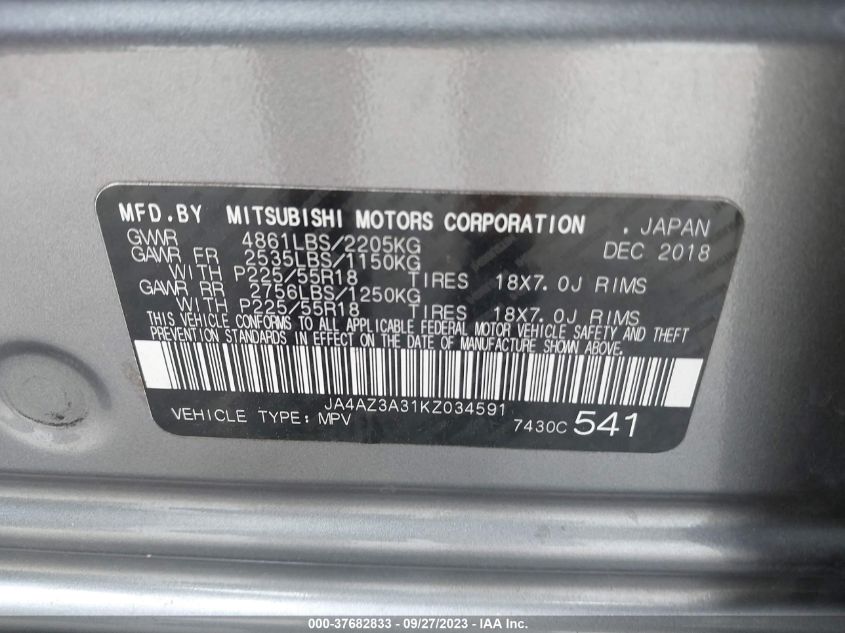 MFD.BY MITSUBISHI MOTORS CORPORATION . JAPAN
GVWR 4861LBS/2205KG DEC 2018
GAWR FR 2535LBS/1150KG
WITH P225/55R18 TIRES 18X7.0J RIMS
GAWR RR 2756LBS/1250KG
WITH P225/55R18 TIRES 18X7.0J RIMS
THIS VEHICLE CONFORMS TO ALL APPLICABLE FEDERAL MOTOR VEHICLE SAFETY AND THEFT
PREVENTION STANDARDS IN EFFECT ON THE DATE OF MANUFACTURE SHOWN ABOVE.
JA4AZ3A31KZ034591
VEHICLE TYPE: MPV 7430C 541
000-37682833 - 09/27/2023 - IAA Inc.